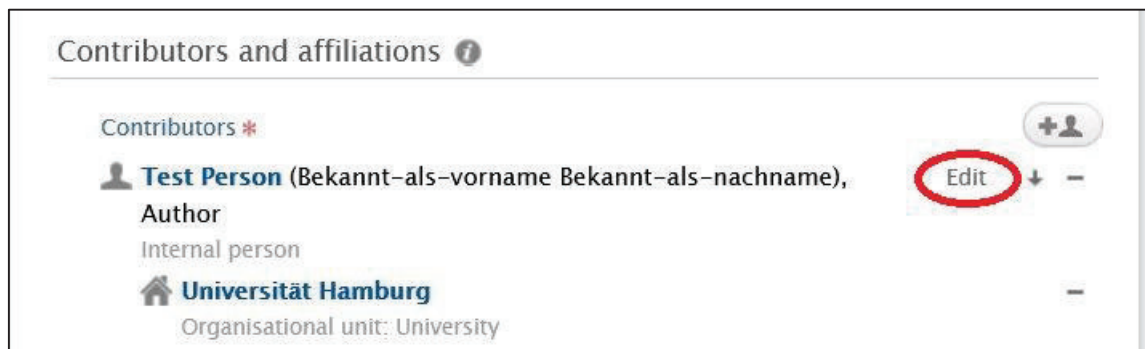 Contributors and affiliations
Contributors *
Test Person (Bekannt-als-vorname Bekannt-als-nachname), Edit
Author
Internal person
Universität Hamburg
Organisational unit: University